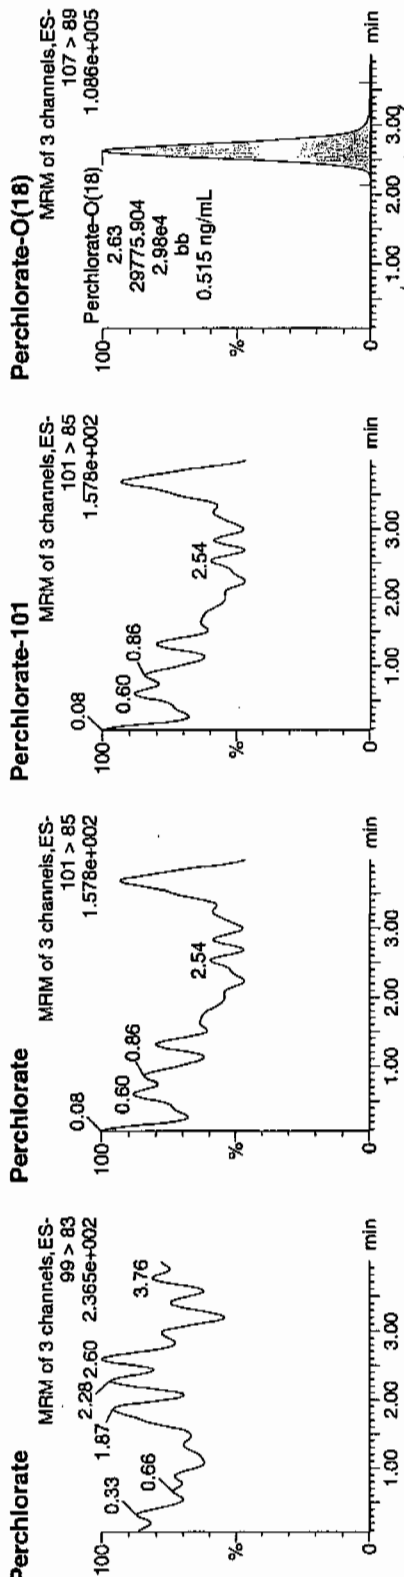 Perchlorate
MRM of 3 channels,ES-
99 > 83
2.365e+002
100
%
0
0.33
0.66
1.87
2.28
2.60
3.76
1.00
2.00
3.00
min
Perchlorate
MRM of 3 channels,ES-
101 > 85
1.578e+002
100
%
0
0.08
0.60
0.86
2.54
1.00
2.00
3.00
min
Perchlorate-101
MRM of 3 channels,ES-
101 > 85
1.578e+002
100
%
0
0.08
0.60
0.86
2.54
1.00
2.00
3.00
min
Perchlorate-O(18)
MRM of 3 channels,ES-
107 > 89
1.086e+005
100
%
0
Perchlorate-O(18)
2.63
29775.904
2.98e4
bb
0.515 ng/mL
1.00
2.00
3.00
min